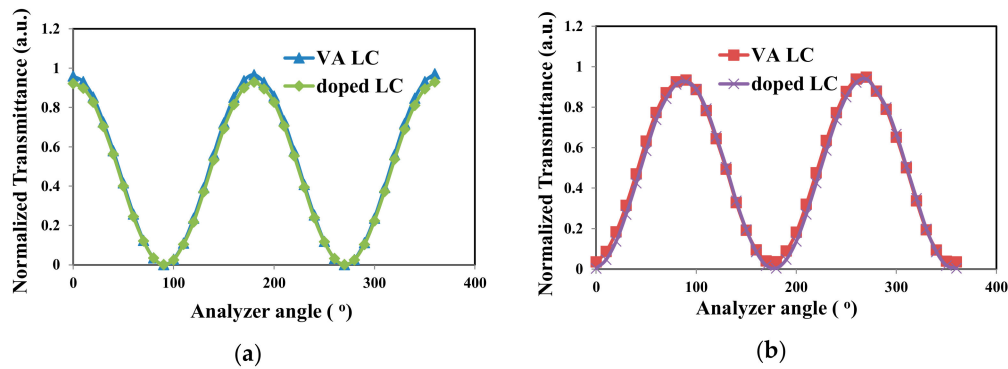 Normalized Transmittance (a.u.)
1.2
1
0.8
0.6
0.4
0.2
0
VA LC
doped LC
0
100
200
300
400
Analyzer angle ( º)
(a)
Normalized Transmittance (a.u.)
1.2
1
0.8
0.6
0.4
0.2
0
VA LC
doped LC
0
100
200
300
400
Analyzer angle ( º)
(b)